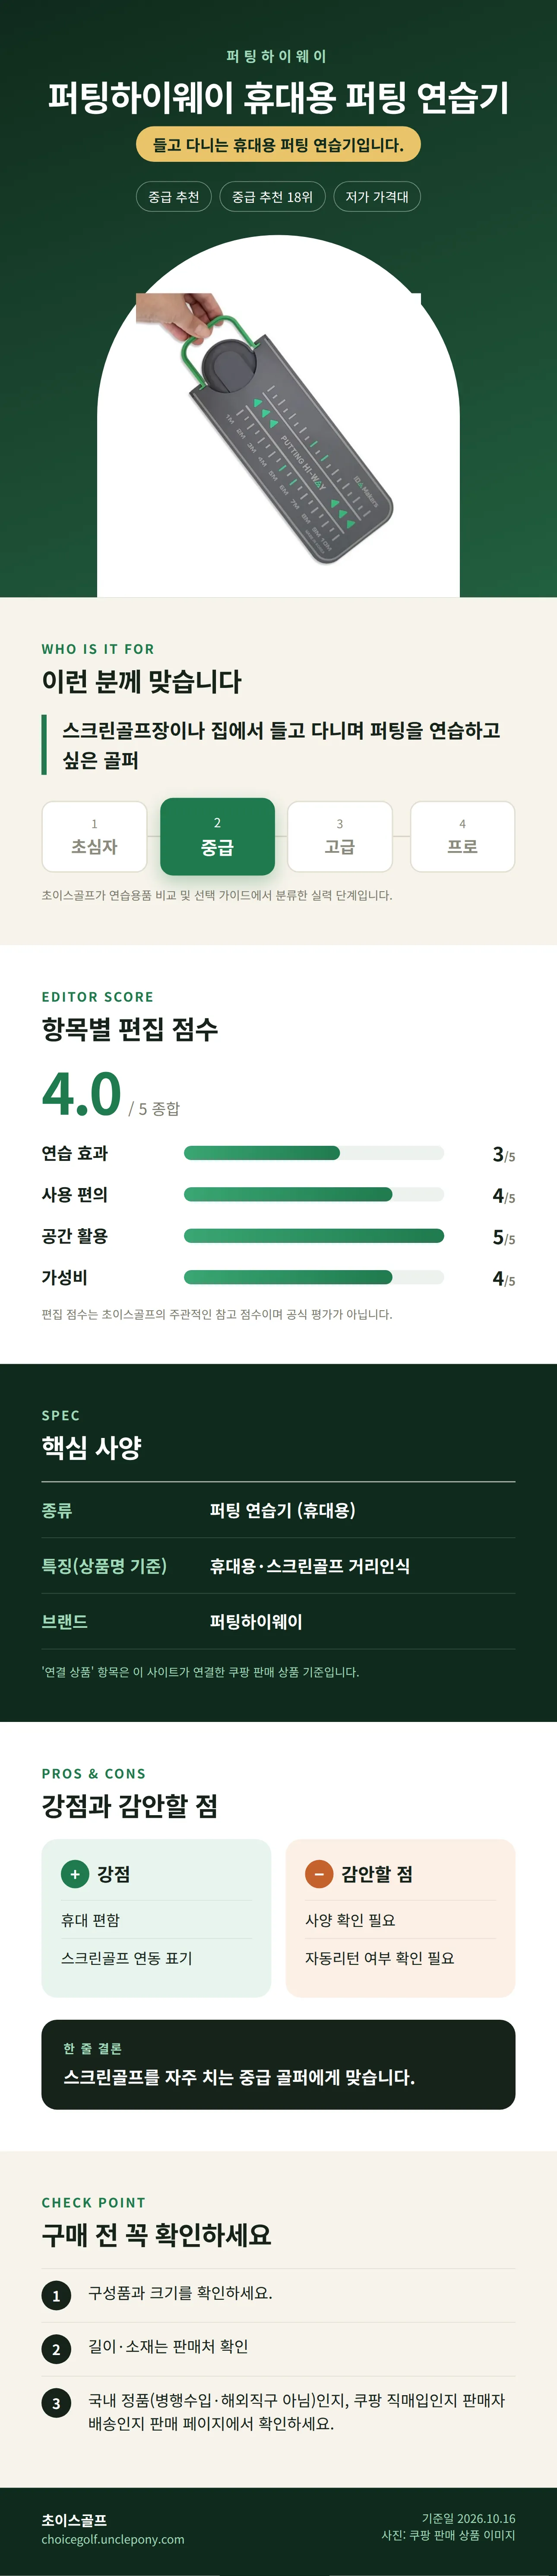 퍼팅하이웨이
퍼팅하이웨이 휴대용 퍼팅 연습기
들고 다니는 휴대용 퍼팅 연습기입니다.
중급 추천
중급 추천 18위
저가 가격대
PUTTING HI-WAY
1M 2M 3M 4M 5M 6M 7M 8M 9M 10M
WHO IS IT FOR
이런 분께 맞습니다
스크린골프장이나 집에서 들고 다니며 퍼팅을 연습하고
싶은 골퍼
1
초심자
2
중급
3
고급
4
프로
초이스골프가 연습용품 비교 및 선택 가이드에서 분류한 실력 단계입니다.
EDITOR SCORE
항목별 편집 점수
4.0 / 5 종합
연습 효과 3/5
사용 편의 4/5
공간 활용 5/5
가성비 4/5
편집 점수는 초이스골프의 주관적인 참고 점수이며 공식 평가가 아닙니다.
SPEC
핵심 사양
종류 퍼팅 연습기 (휴대용)
특징(상품명 기준) 휴대용·스크린골프 거리인식
브랜드 퍼팅하이웨이
'연결 상품' 항목은 이 사이트가 연결한 쿠팡 판매 상품 기준입니다.
PROS & CONS
강점과 감안할 점
+ 강점
휴대 편함
스크린골프 연동 표기
− 감안할 점
사양 확인 필요
자동리턴 여부 확인 필요
한 줄 결론
스크린골프를 자주 치는 중급 골퍼에게 맞습니다.
CHECK POINT
구매 전 꼭 확인하세요
1 구성품과 크기를 확인하세요.
2 길이·소재는 판매처 확인
3 국내 정품(병행수입·해외직구 아님)인지, 쿠팡 직매입인지 판매자
배송인지 판매 페이지에서 확인하세요.
초이스골프
choicegolf.unclepony.com
기준일 2026.10.16
사진: 쿠팡 판매 상품 이미지